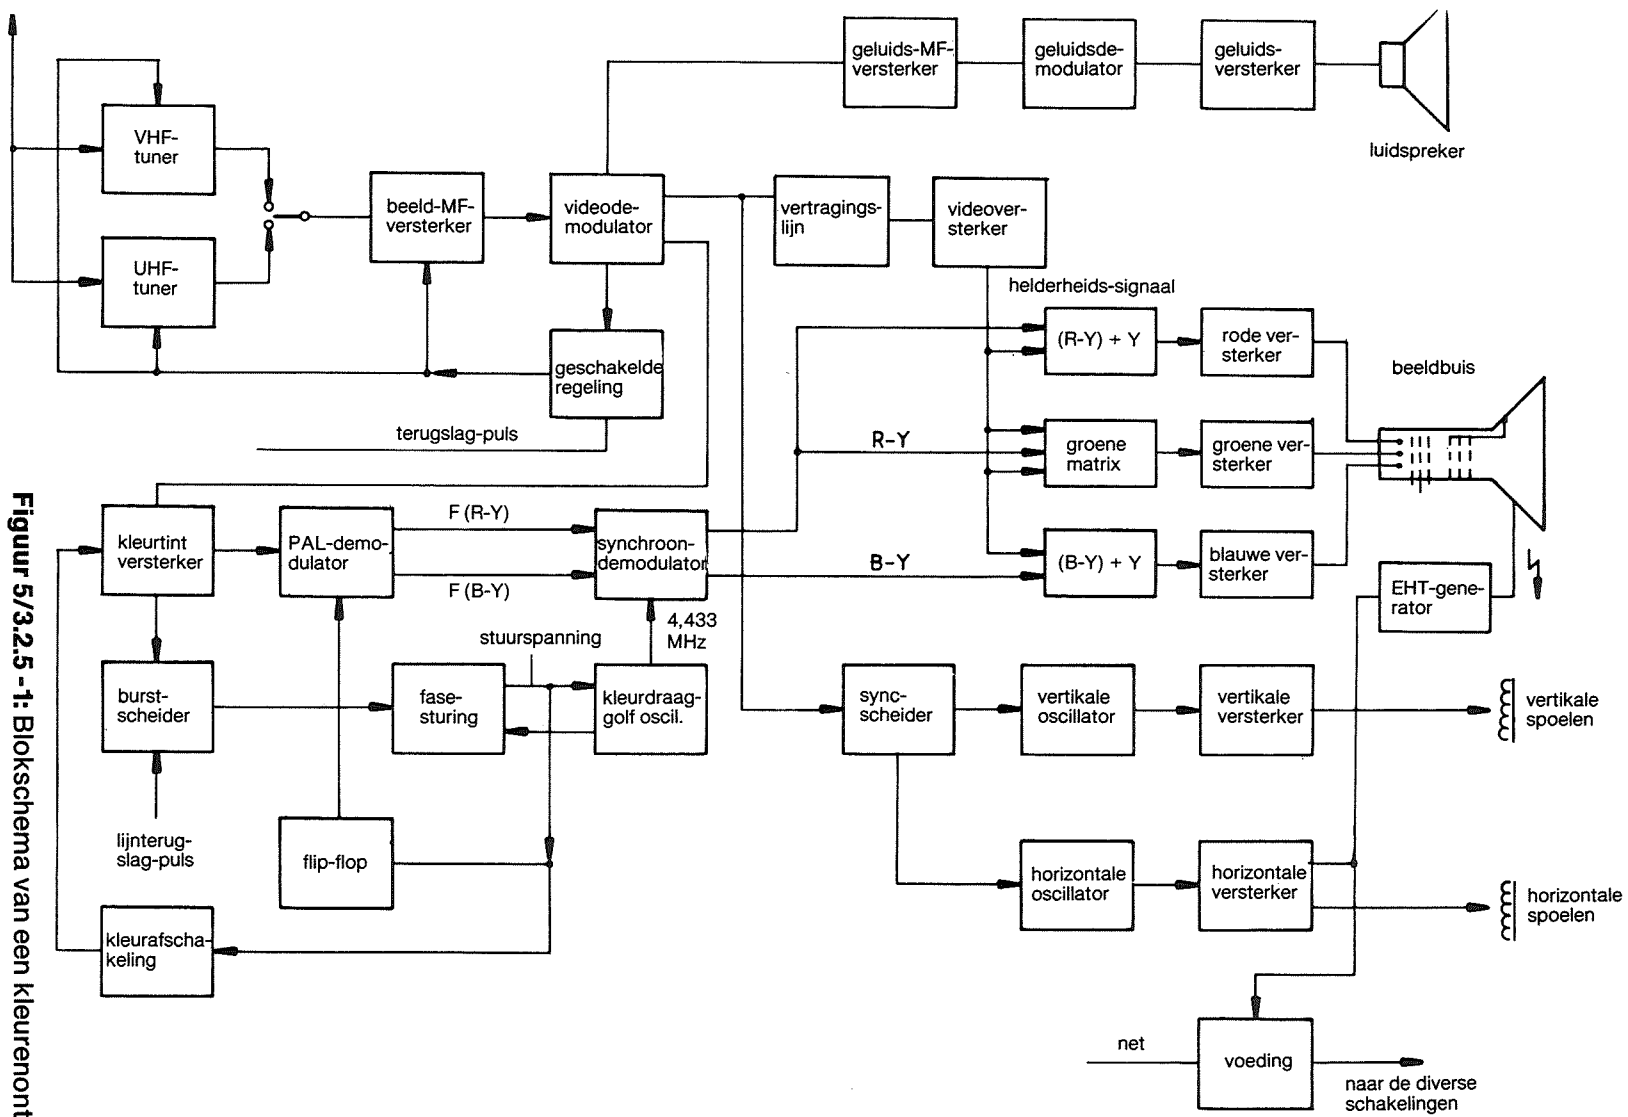 geluids-MF-
versterker
geluidsde-
modulator
geluids-
versterker
luidspreker
VHF-
tuner
UHF-
tuner
beeld-MF-
versterker
videode-
modulator
vertragings-
lijn
videover-
sterker
geschakelde
regeling
terugslag-puls
helderheids-signaal
(R-Y) + Y
rode ver-
sterker
beeldbuis
R-Y
groene
matrix
groene ver-
sterker
B-Y
(B-Y) + Y
blauwe ver-
sterker
EHT-gene-
rator
kleurtint
versterker
PAL-demo-
dulator
F (R-Y)
F (B-Y)
synchroon-
demodulator
4,433
MHz
stuurspanning
burst-
scheider
fase-
sturing
kleurdraag-
golf oscil.
sync-
scheider
vertikale
oscillator
vertikale
versterker
vertikale
spoelen
lijnterug-
slag-puls
flip-flop
kleurafscha-
keling
horizontale
oscillator
horizontale
versterker
horizontale
spoelen
net
voeding
naar de diverse
schakelingen
Figuur 5/3.2.5 -1: Blokschema van een kleurenont